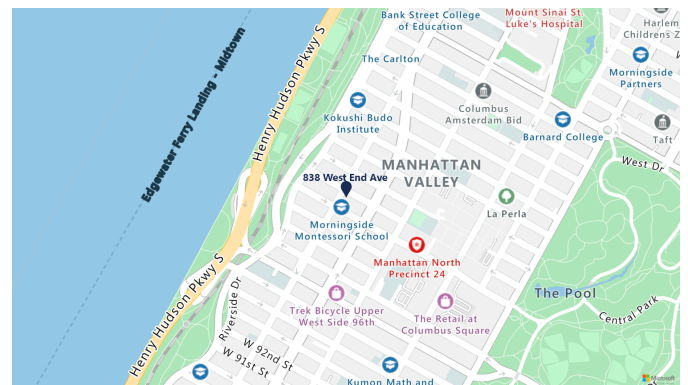 Bank Street College
of Education
Mount Sinai St
Luke's Hospital
Harlem
Children's Z
The Carlton
Morningside
Partners
Edgewater Ferry Landing - Midtown
Henry Hudson Pkwy S
Kokushi Budo
Institute
Columbus
Amsterdam Bid
Barnard College
Taft
MANHATTAN
VALLEY
West Dr
838 West End Ave
La Perla
Morningside
Montessori School
Manhattan North
Precinct 24
Henry Hudson Pkwy S
Riverside Dr
The Pool
Central Park
Trek Bicycle Upper
West Side 96th
The Retail at
Columbus Square
W 92nd St
W 91st St
Kumon Math and
Microsoft